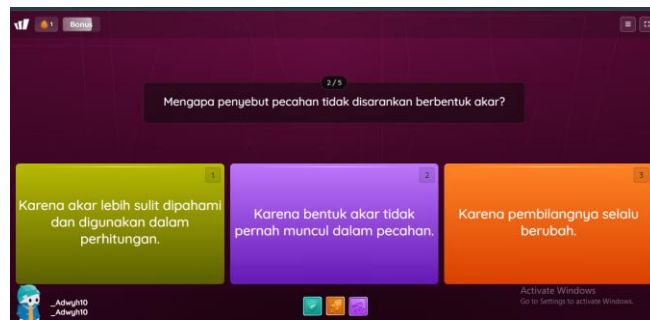 1
Bonus
2/5
Mengapa penyebut pecahan tidak disarankan berbentuk akar?
1
Karena akar lebih sulit dipahami
dan digunakan dalam
perhitungan.
2
Karena bentuk akar tidak
pernah muncul dalam pecahan.
3
Karena pembilangnya selalu
berubah.
_Adwyh10
_Adwyh10
Activate Windows
Go to Settings to activate Windows.